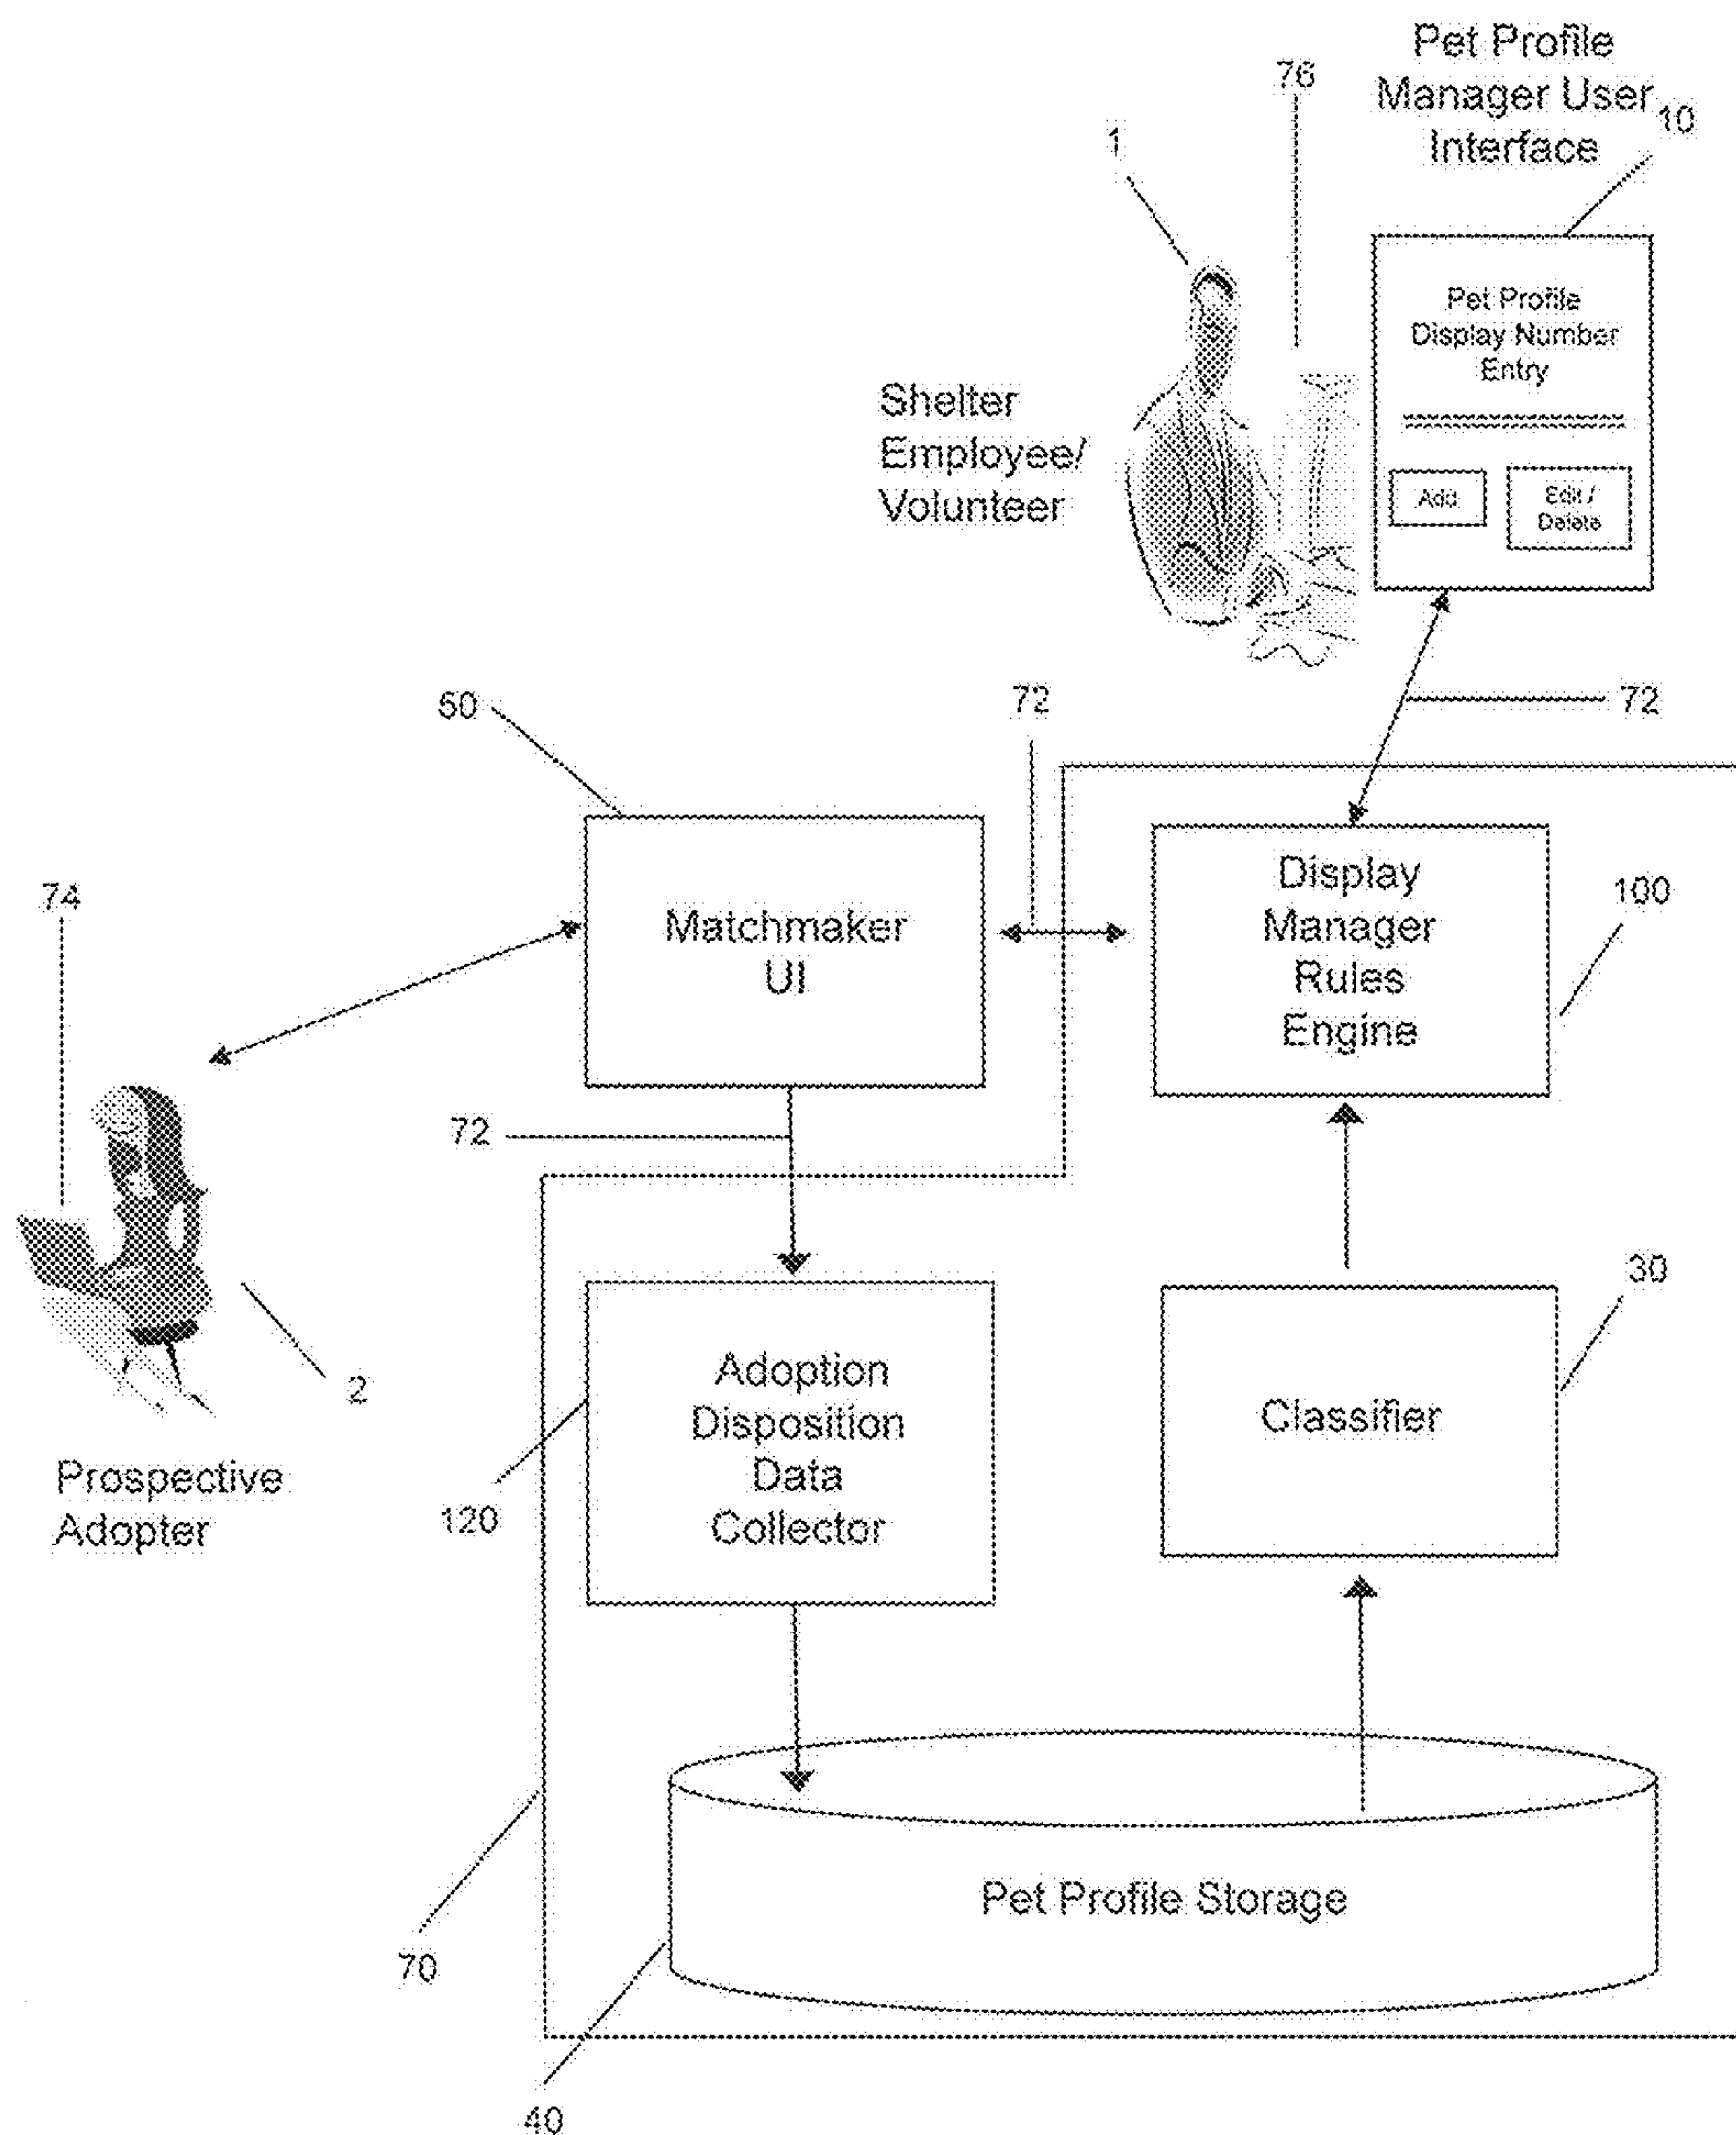 Pet Profile
Manager User
Interface
10
76
1
Pet Profile
Display Number
Entry
Add
Edit /
Delete
Shelter
Employee/
Volunteer
72
72
50
Matchmaker
UI
Display
Manager
Rules
Engine
100
74
72
2
Prospective
Adopter
Adoption
Disposition
Data
Collector
120
30
Classifier
Pet Profile Storage
70
40